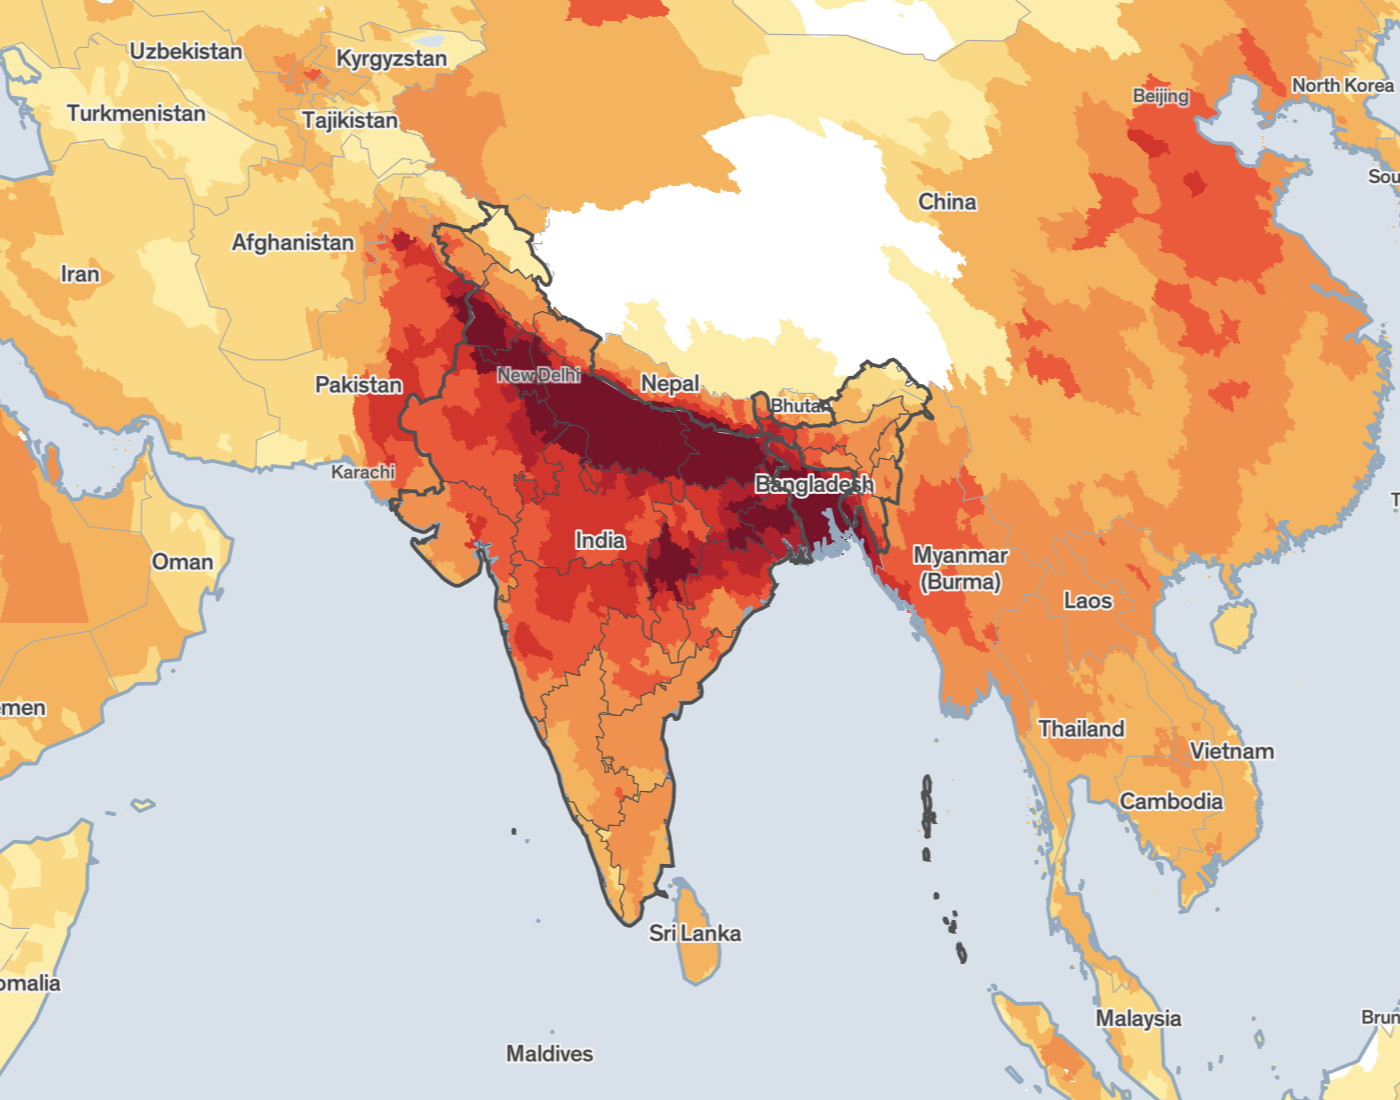 Uzbekistan
Kyrgyzstan
North Korea
Beijing
Turkmenistan
Tajikistan
Sou
China
Afghanistan
Iran
Pakistan
New Delhi
Nepal
Bhutan
Karachi
Bangladesh
T
India
Myanmar
(Burma)
Oman
Laos
emen
Thailand
Vietnam
Cambodia
Sri Lanka
omalia
Malaysia
Brun
Maldives